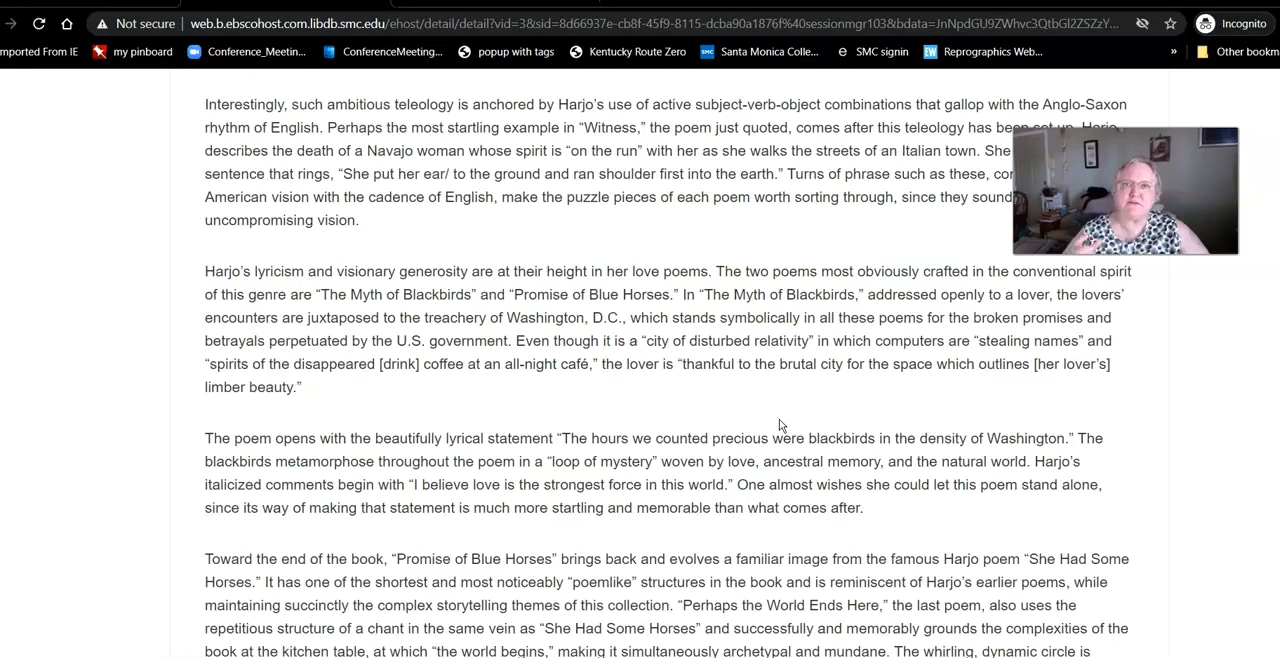 Not secure | web.b.ebscohost.com.libdb.smc.edu/ehost/detail/detail?vid=3&sid=8d66937e-cb8f-45f9-8115-dcba90a1876f%40sessionmgr103&bdata=JnNpdGU9ZWhvc3QtbGl2ZSZzY... Incognito
mported From IE my pinboard Conference_Meetin... ConferenceMeeting... popup with tags Kentucky Route Zero Santa Monica Colle... SMC signin Reprographics Web... » Other bookm
Interestingly, such ambitious teleology is anchored by Harjo’s use of active subject-verb-object combinations that gallop with the Anglo-Saxon
rhythm of English. Perhaps the most startling example in “Witness,” the poem just quoted, comes after this teleology has been set up. Harjo
describes the death of a Navajo woman whose spirit is “on the run” with her as she walks the streets of an Italian town. She
sentence that rings, “She put her ear/ to the ground and ran shoulder first into the earth.” Turns of phrase such as these,
American vision with the cadence of English, make the puzzle pieces of each poem worth sorting through, since they sound
uncompromising vision.
Harjo’s lyricism and visionary generosity are at their height in her love poems. The two poems most obviously crafted in the conventional spirit
of this genre are “The Myth of Blackbirds” and “Promise of Blue Horses.” In “The Myth of Blackbirds,” addressed openly to a lover, the lovers’
encounters are juxtaposed to the treachery of Washington, D.C., which stands symbolically in all these poems for the broken promises and
betrayals perpetuated by the U.S. government. Even though it is a “city of disturbed relativity” in which computers are “stealing names” and
“spirits of the disappeared [drink] coffee at an all-night café,” the lover is “thankful to the brutal city for the space which outlines [her lover’s]
limber beauty.”
The poem opens with the beautifully lyrical statement “The hours we counted precious were blackbirds in the density of Washington.” The
blackbirds metamorphose throughout the poem in a “loop of mystery” woven by love, ancestral memory, and the natural world. Harjo’s
italicized comments begin with “I believe love is the strongest force in this world.” One almost wishes she could let this poem stand alone,
since its way of making that statement is much more startling and memorable than what comes after.
Toward the end of the book, “Promise of Blue Horses” brings back and evolves a familiar image from the famous Harjo poem “She Had Some
Horses.” It has one of the shortest and most noticeably “poemlike” structures in the book and is reminiscent of Harjo’s earlier poems, while
maintaining succinctly the complex storytelling themes of this collection. “Perhaps the World Ends Here,” the last poem, also uses the
repetitious structure of a chant in the same vein as “She Had Some Horses” and successfully and memorably grounds the complexities of the
book at the kitchen table, at which “the world begins,” making it simultaneously archetypal and mundane. The whirling, dynamic circle is